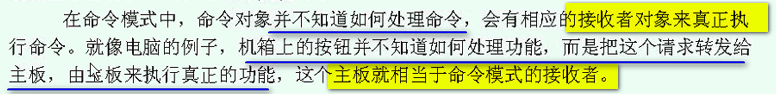 在命令模式中，命令对象并不知道如何处理命令，会有相应的接收者对象来真正执
行命令。就像电脑的例子，机箱上的按钮并不知道如何处理功能，而是把这个请求转发给
主板，由主板来执行真正的功能，这个主板就相当于命令模式的接收者。